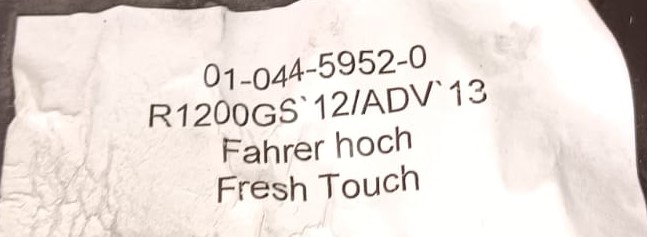 01-044-5952-0
R1200GS`12/ADV`13
Fahrer hoch
Fresh Touch